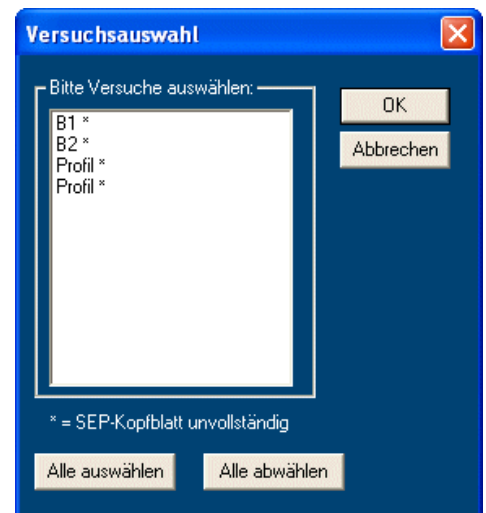 Versuchsauswahl
Bitte Versuche auswählen:
B1 *
B2 *
Profil *
Profil *
OK
Abbrechen
* = SEP-Kopfblatt unvollständig
Alle auswählen
Alle abwählen